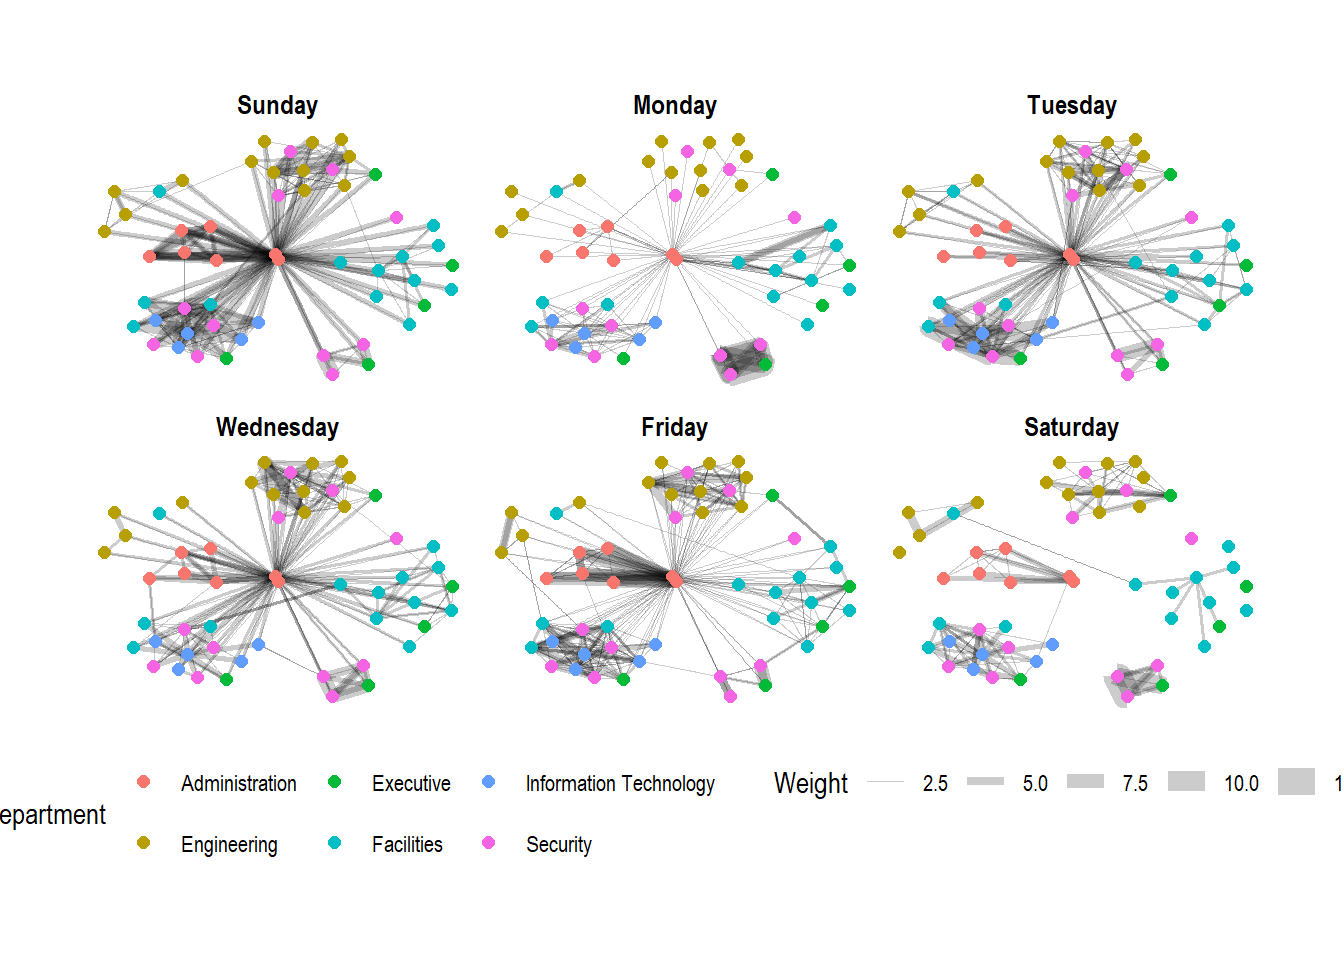 Sunday Monday Tuesday
Wednesday Friday Saturday
Administration Executive Information Technology Weight 2.5 5.0 7.5 10.0 1
epartment
Engineering Facilities Security